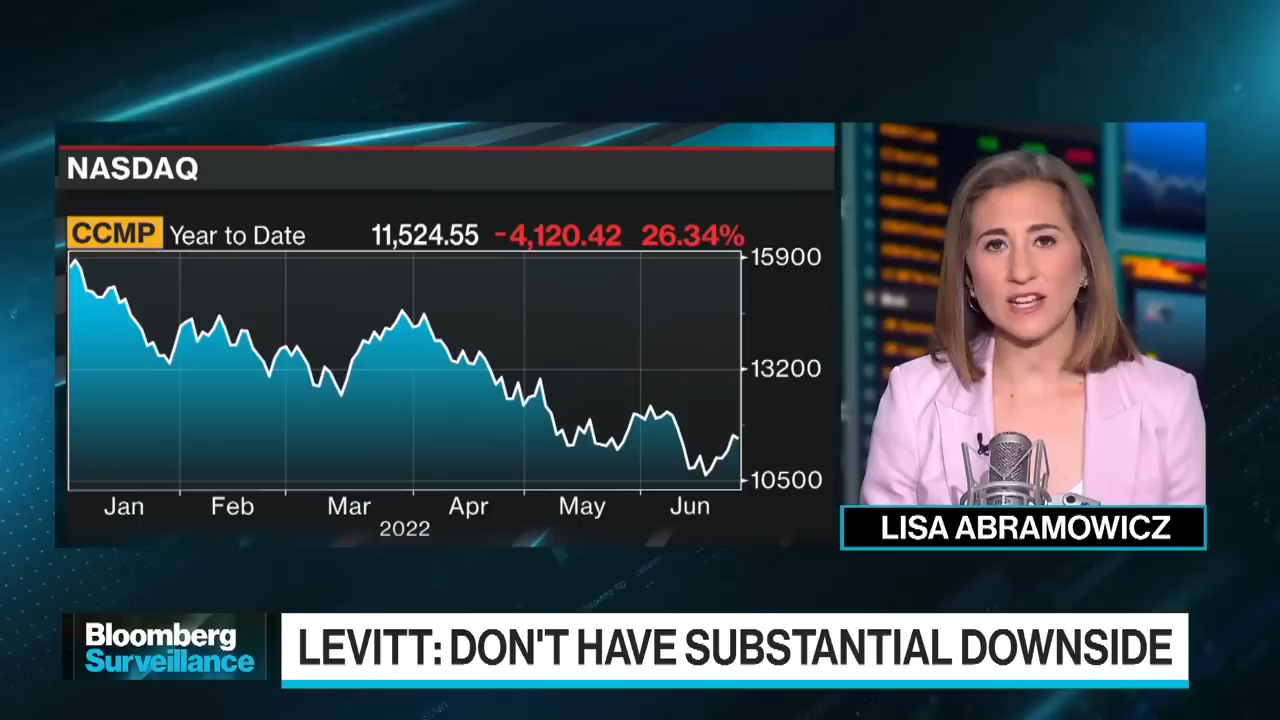 NASDAQ
CCMP Year to Date 11,524.55 -4,120.42 26.34%
15900
13200
10500
Jan Feb Mar Apr May Jun
2022
LISA ABRAMOWICZ
Bloomberg
Surveillance
LEVITT: DON'T HAVE SUBSTANTIAL DOWNSIDE